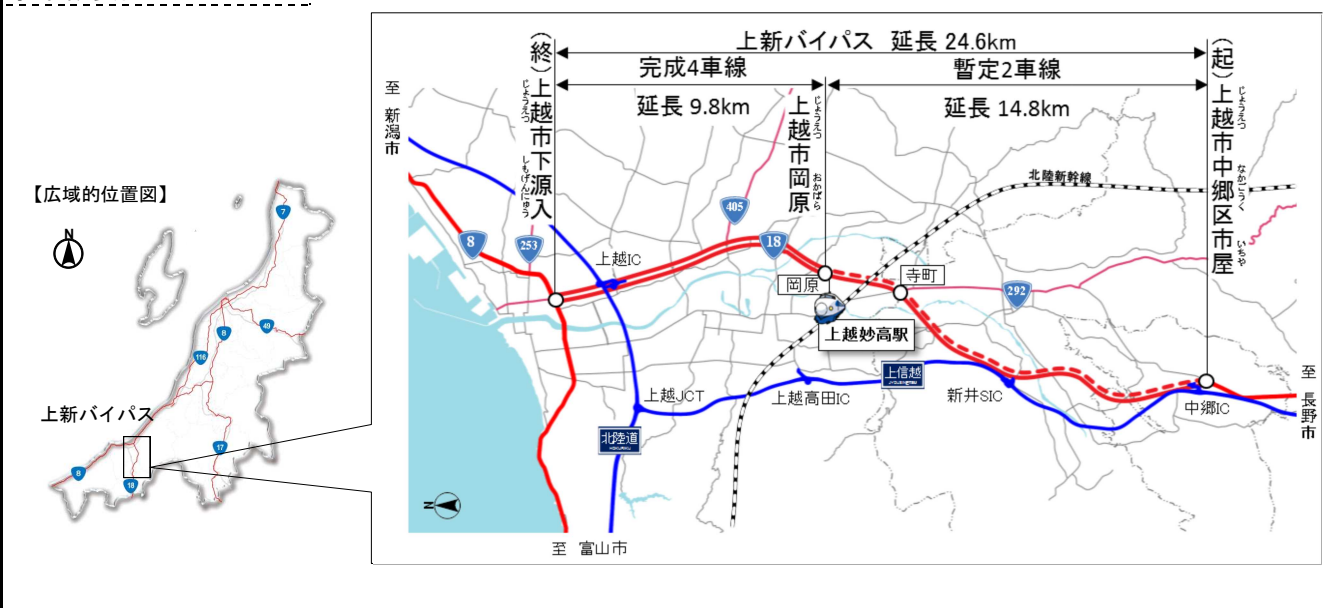 【広域的位置図】
N
7
8
49
116
17
上新バイパス
8
18
上新バイパス 延長 24.6km
完成4車線
延長 9.8km
暫定2車線
延長 14.8km
至 新潟市
(終)上越市下源入
じょうえつ
しもげんにゅう
上越市岡原
じょうえつ
おかばら
(起)上越市中郷区市屋
じょうえつ
なかごうく
いちや
北陸新幹線
405
8
253
18
上越IC
岡原
寺町
292
上越妙高駅
上信越
JYOUSHINETSU
至 長野市
上越JCT
上越高田IC
新井SIC
中郷IC
北陸道
HOKURIKU
N
至 富山市